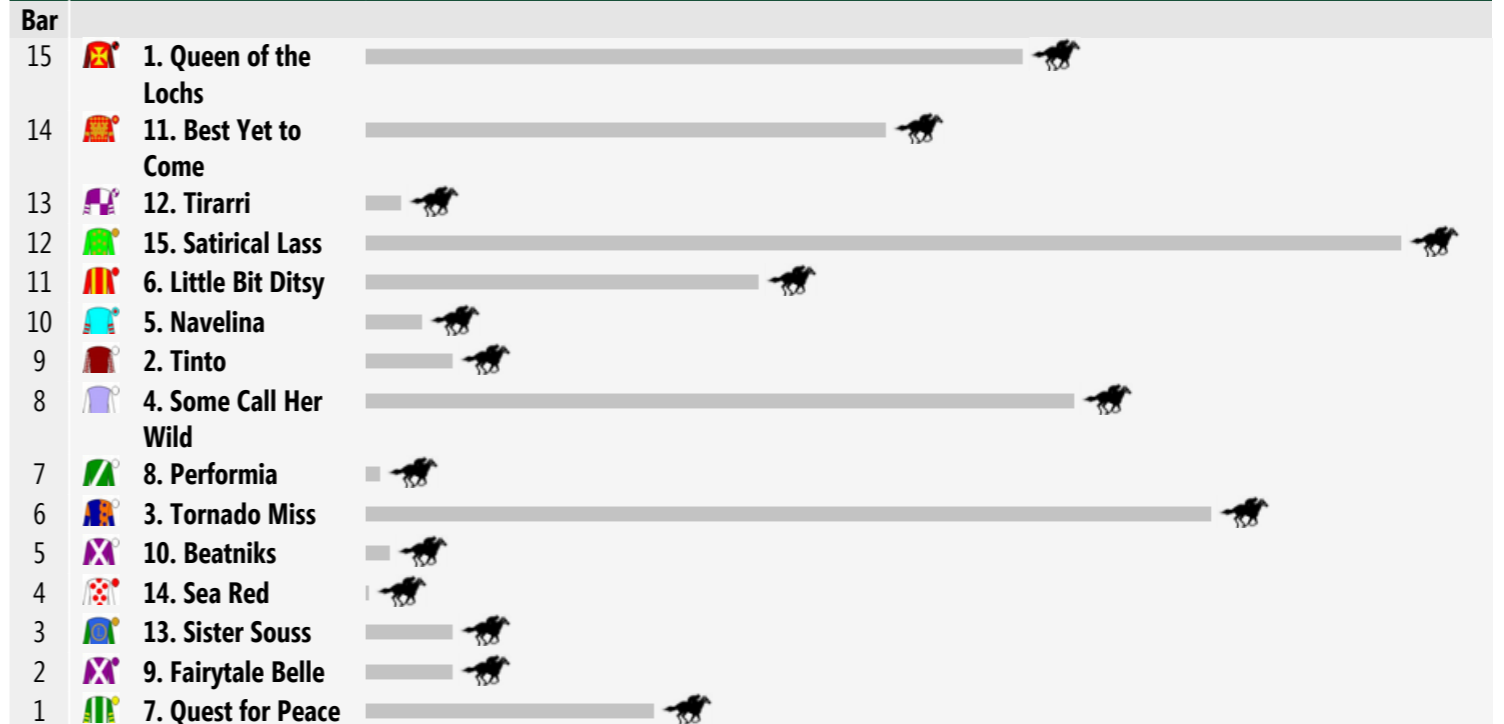 Bar
15 1. Queen of the
Lochs
14 11. Best Yet to
Come
13 12. Tirarri
12 15. Satirical Lass
11 6. Little Bit Ditsy
10 5. Navelina
9 2. Tinto
8 4. Some Call Her
Wild
7 8. Performia
6 3. Tornado Miss
5 10. Beatniks
4 14. Sea Red
3 13. Sister Souss
2 9. Fairytale Belle
1 7. Quest for Peace